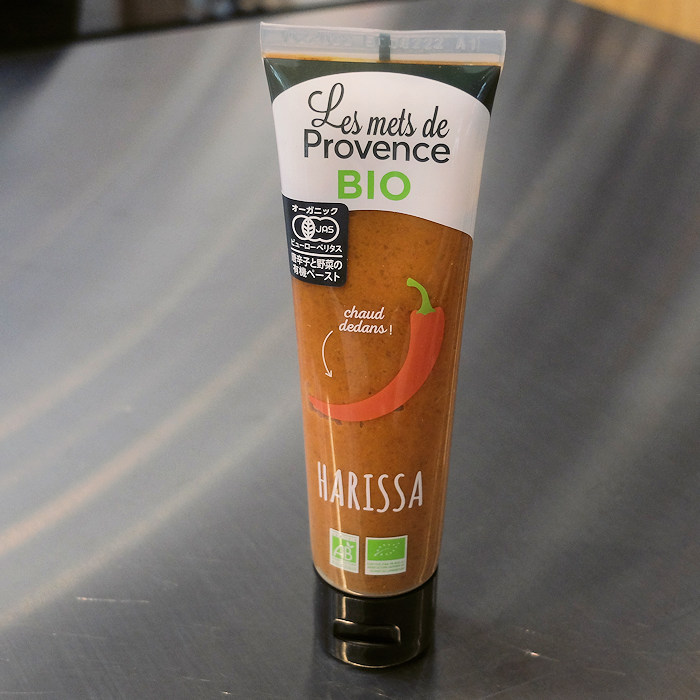 Les mets de
Provence
BIO
オーガニック
JAS
ビューローベリタス
唐辛子と野菜の
有機ペースト
chaud
dedans !
HARISSA
AB